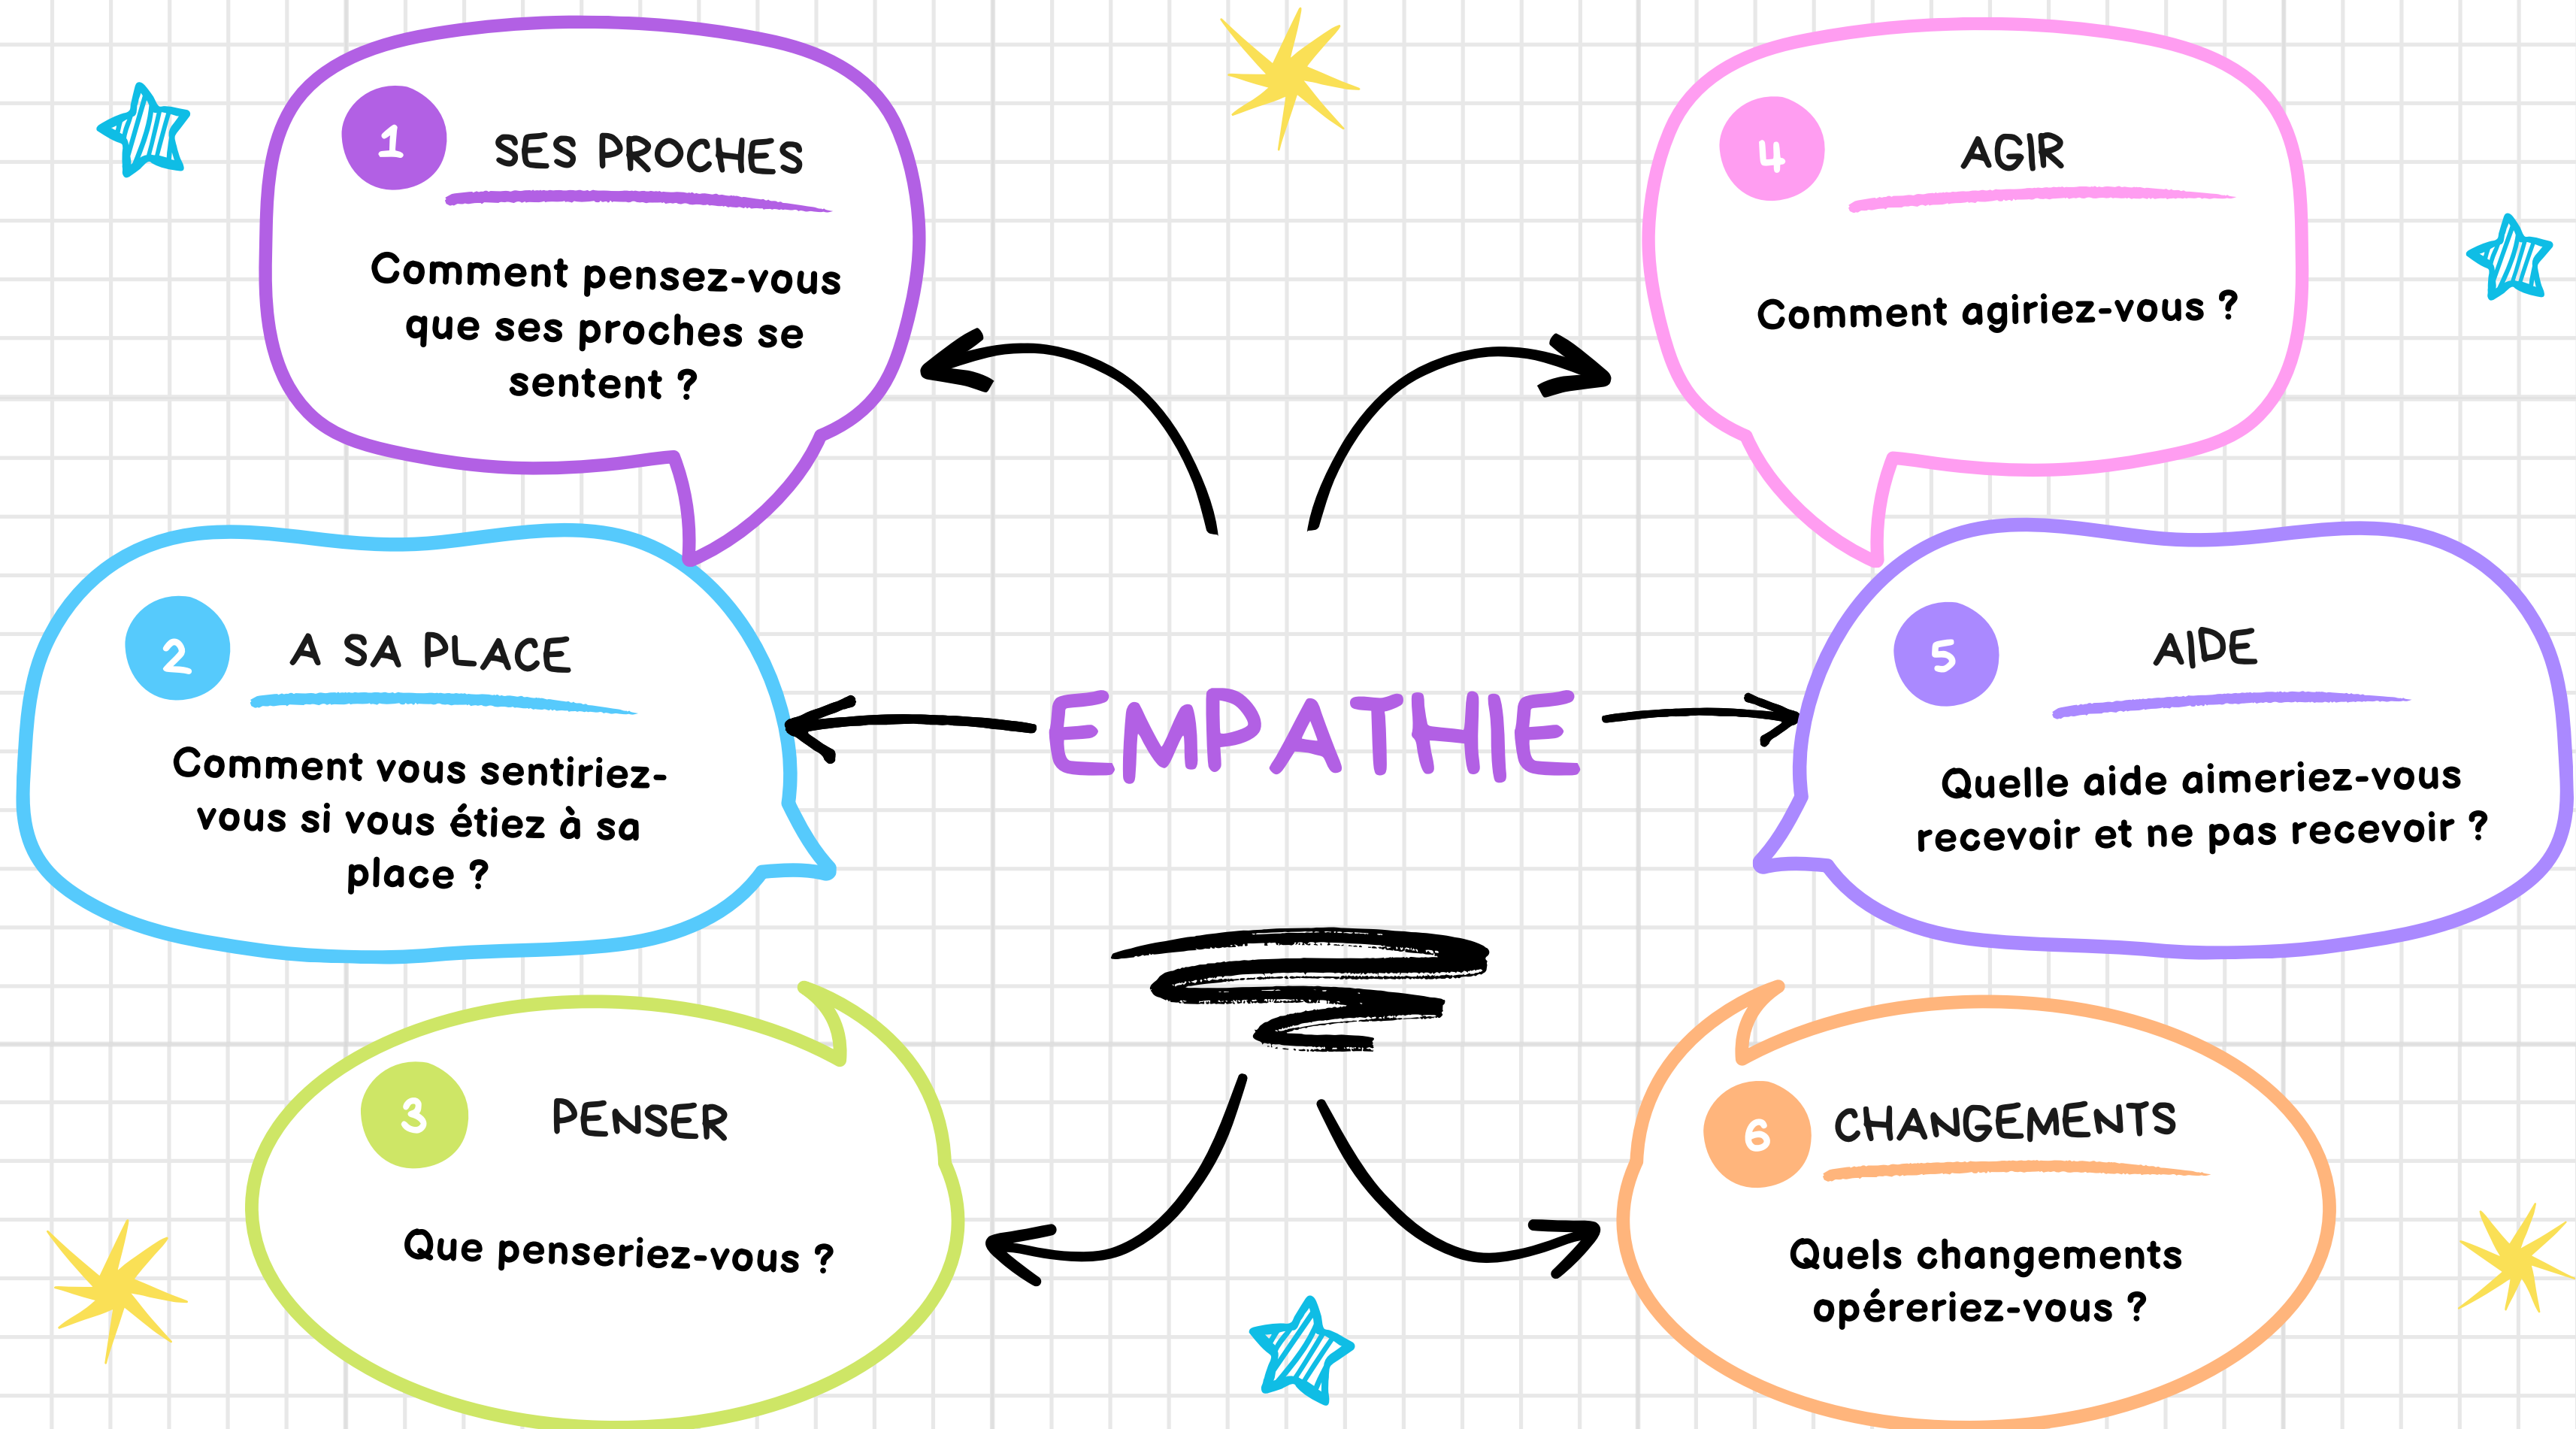 1
SES PROCHES
Comment pensez-vous
que ses proches se
sentent ?
2
A SA PLACE
Comment vous sentiriez-
vous si vous étiez à sa
place ?
3
PENSER
Que penseriez-vous ?
EMPATHIE
4
AGIR
Comment agiriez-vous ?
5
AIDE
Quelle aide aimeriez-vous
recevoir et ne pas recevoir ?
6
CHANGEMENTS
Quels changements
opéreriez-vous ?